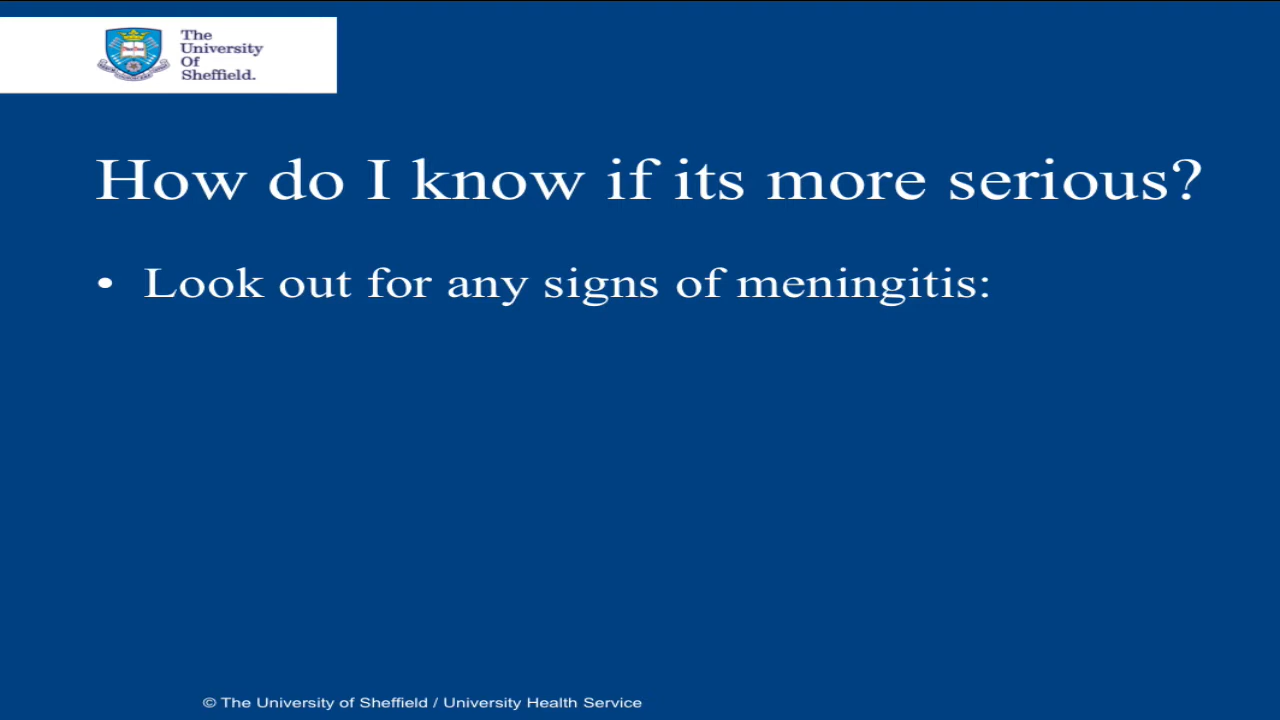 The
University
Of
Sheffield.
How do I know if its more serious?
• Look out for any signs of meningitis:
© The University of Sheffield / University Health Service